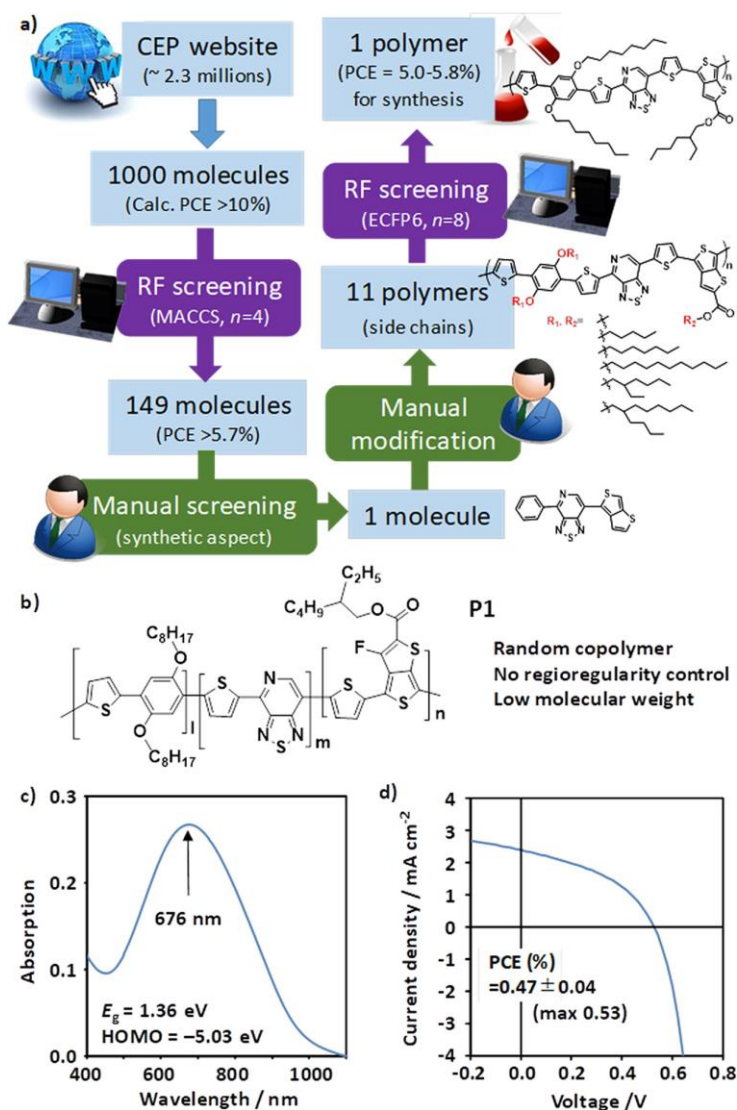 a)
CEP website
(~ 2.3 millions)
WWW
1000 molecules
(Calc. PCE >10%)
RF screening
(MACCS, n=4)
149 molecules
(PCE >5.7%)
Manual screening
(synthetic aspect)
1 molecule
Manual
modification
11 polymers
(side chains)
RF screening
(ECFP6, n=8)
1 polymer
(PCE = 5.0-5.8%)
for synthesis
S
O
O
S
N
N
S
N
S
S
S
O
O
n
S
OR₁
R₁O
S
N
N
S
N
S
S
S
R₂-O
O
n
R₁, R₂=
N
N
S
N
S
S
b)
P1
Random copolymer
No regioregularity control
Low molecular weight
C₂H₅
C₄H₉
O
O
C₈H₁₇
O
F
S
S
N
S
S
S
l
N
S
N
m
n
O
C₈H₁₇
c)
0.3
0.2
0.1
0.0
Absorption
676 nm
Eg = 1.36 eV
HOMO = −5.03 eV
400 600 800 1000
Wavelength / nm
d)
4
3
2
1
0
-1
-2
-3
-4
Current density / mA cm⁻²
PCE (%)
=0.47 ± 0.04
(max 0.53)
-0.2 0.0 0.2 0.4 0.6 0.8
Voltage /V